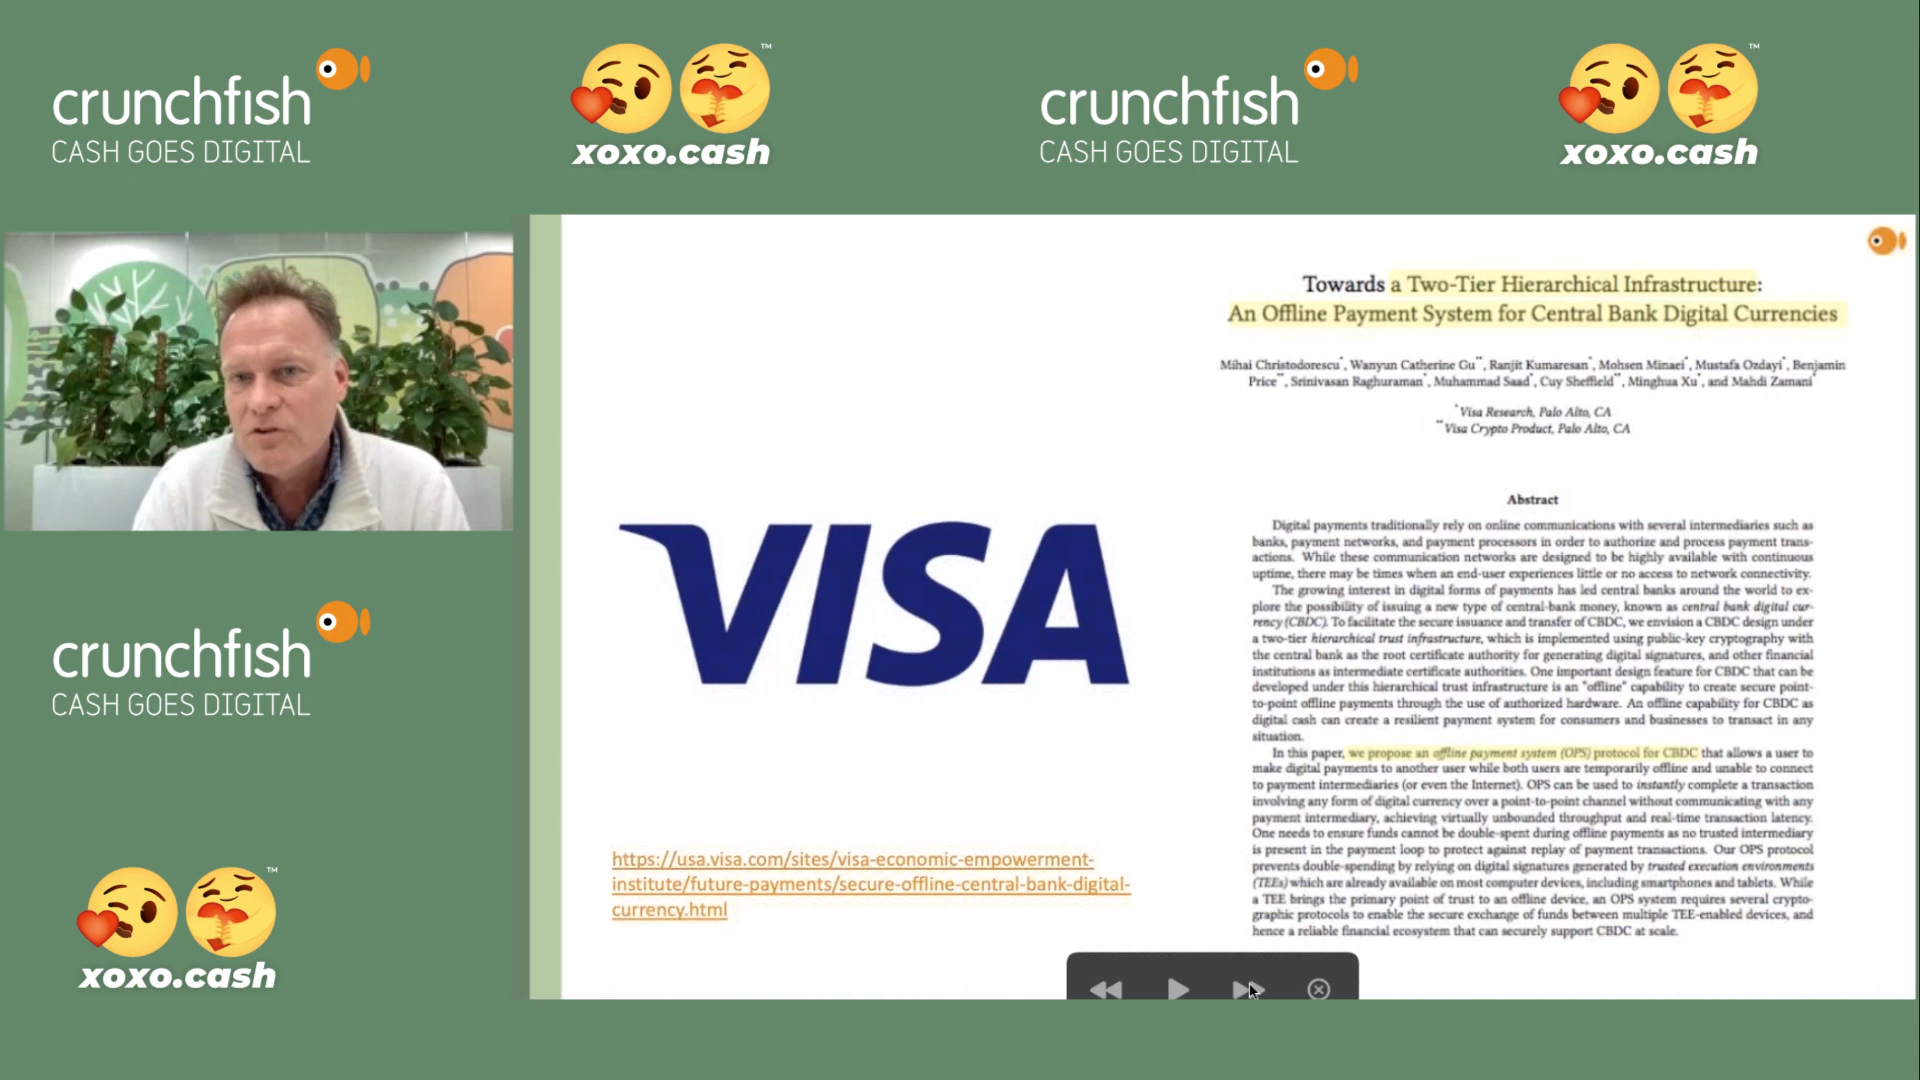 crunchfish
CASH GOES DIGITAL
™
xoxo.cash
crunchfish
CASH GOES DIGITAL
™
xoxo.cash
Towards a Two-Tier Hierarchical Infrastructure:
An Offline Payment System for Central Bank Digital Currencies
Mihai Christodorescu*, Wanyun Catherine Gu**, Ranjit Kumaresan*, Mohsen Minaei*, Mustafa Ozdayi*, Benjamin
Price**, Srinivasan Raghuraman*, Muhammad Saad*, Cuy Sheffield**, Minghua Xu*, and Mahdi Zamani*
*Visa Research, Palo Alto, CA
**Visa Crypto Product, Palo Alto, CA
Abstract
Digital payments traditionally rely on online communications with several intermediaries such as
banks, payment networks, and payment processors in order to authorize and process payment trans-
actions. While these communication networks are designed to be highly available with continuous
uptime, there may be times when an end-user experiences little or no access to network connectivity.
The growing interest in digital forms of payments has led central banks around the world to ex-
plore the possibility of issuing a new type of central-bank money, known as central bank digital cur-
rency (CBDC). To facilitate the secure issuance and transfer of CBDC, we envision a CBDC design under
a two-tier hierarchical trust infrastructure, which is implemented using public-key cryptography with
the central bank as the root certificate authority for generating digital signatures, and other financial
institutions as intermediate certificate authorities. One important design feature for CBDC that can be
developed under this hierarchical trust infrastructure is an "offline" capability to create secure point-
to-point offline payments through the use of authorized hardware. An offline capability for CBDC as
digital cash can create a resilient payment system for consumers and businesses to transact in any
situation.
In this paper, we propose an offline payment system (OPS) protocol for CBDC that allows a user to
make digital payments to another user while both users are temporarily offline and unable to connect
to payment intermediaries (or even the Internet). OPS can be used to instantly complete a transaction
involving any form of digital currency over a point-to-point channel without communicating with any
payment intermediary, achieving virtually unbounded throughput and real-time transaction latency.
One needs to ensure funds cannot be double-spent during offline payments as no trusted intermediary
is present in the payment loop to protect against replay of payment transactions. Our OPS protocol
prevents double-spending by relying on digital signatures generated by trusted execution environments
(TEEs) which are already available on most computer devices, including smartphones and tablets. While
a TEE brings the primary point of trust to an offline device, an OPS system requires several crypto-
graphic protocols to enable the secure exchange of funds between multiple TEE-enabled devices, and
hence a reliable financial ecosystem that can securely support CBDC at scale.
VISA
https://usa.visa.com/sites/visa-economic-empowerment-
institute/future-payments/secure-offline-central-bank-digital-
currency.html
crunchfish
CASH GOES DIGITAL
™
xoxo.cash